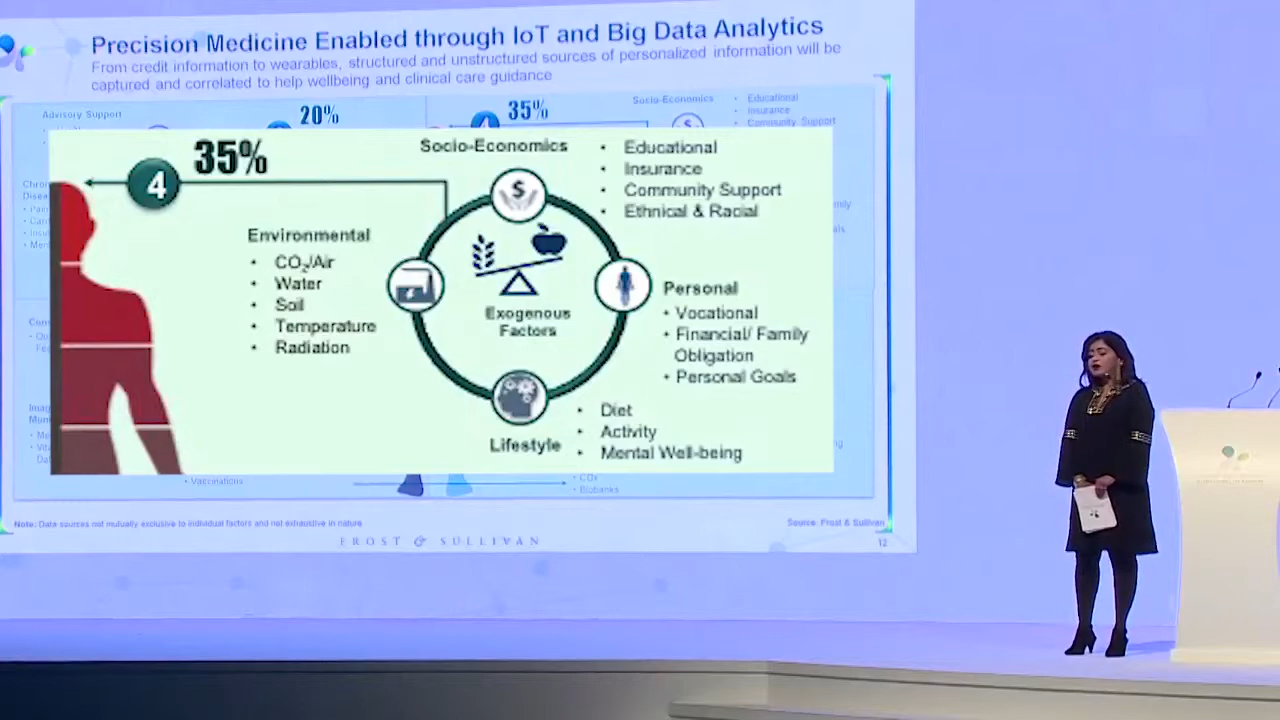 Precision Medicine Enabled through IoT and Big Data Analytics
From credit information to wearables, structured and unstructured sources of personalized information will be
captured and correlated to help wellbeing and clinical care guidance
Advisory Support
20%
35%
Socio-Economics
• Educational
• Insurance
• Community Support
35%
4
Socio-Economics
• Educational
• Insurance
• Community Support
• Ethnical & Racial
$
Environmental
• CO₂/Air
• Water
• Soil
• Temperature
• Radiation
Exogenous
Factors
Personal
• Vocational
• Financial/ Family
Obligation
• Personal Goals
Lifestyle
• Diet
• Activity
• Mental Well-being
• Vaccinations
• Biobanks
Note: Data sources not mutually exclusive to individual factors and not exhaustive in nature
Source: Frost & Sullivan
FROST & SULLIVAN
12